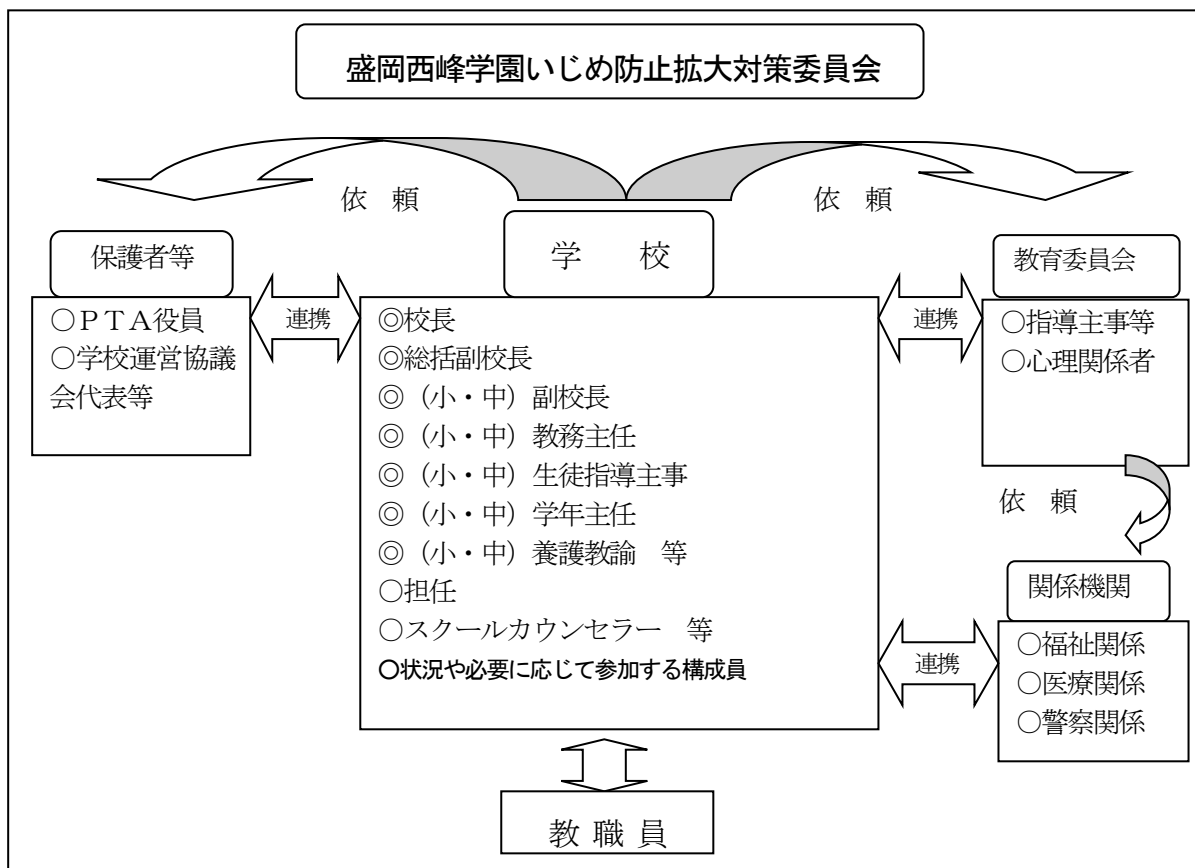 盛岡西峰学園いじめ防止拡大対策委員会
依　頼
依　頼
保護者等
学　　校
教育委員会
○ＰＴＡ役員
○学校運営協議
会代表等
連携
◎校長
◎総括副校長
◎（小・中）副校長
◎（小・中）教務主任
◎（小・中）生徒指導主事
◎（小・中）学年主任
◎（小・中）養護教諭　等
○担任
○スクールカウンセラー　等
○状況や必要に応じて参加する構成員
連携
○指導主事等
○心理関係者
依　頼
関係機関
連携
○福祉関係
○医療関係
○警察関係
教 職 員